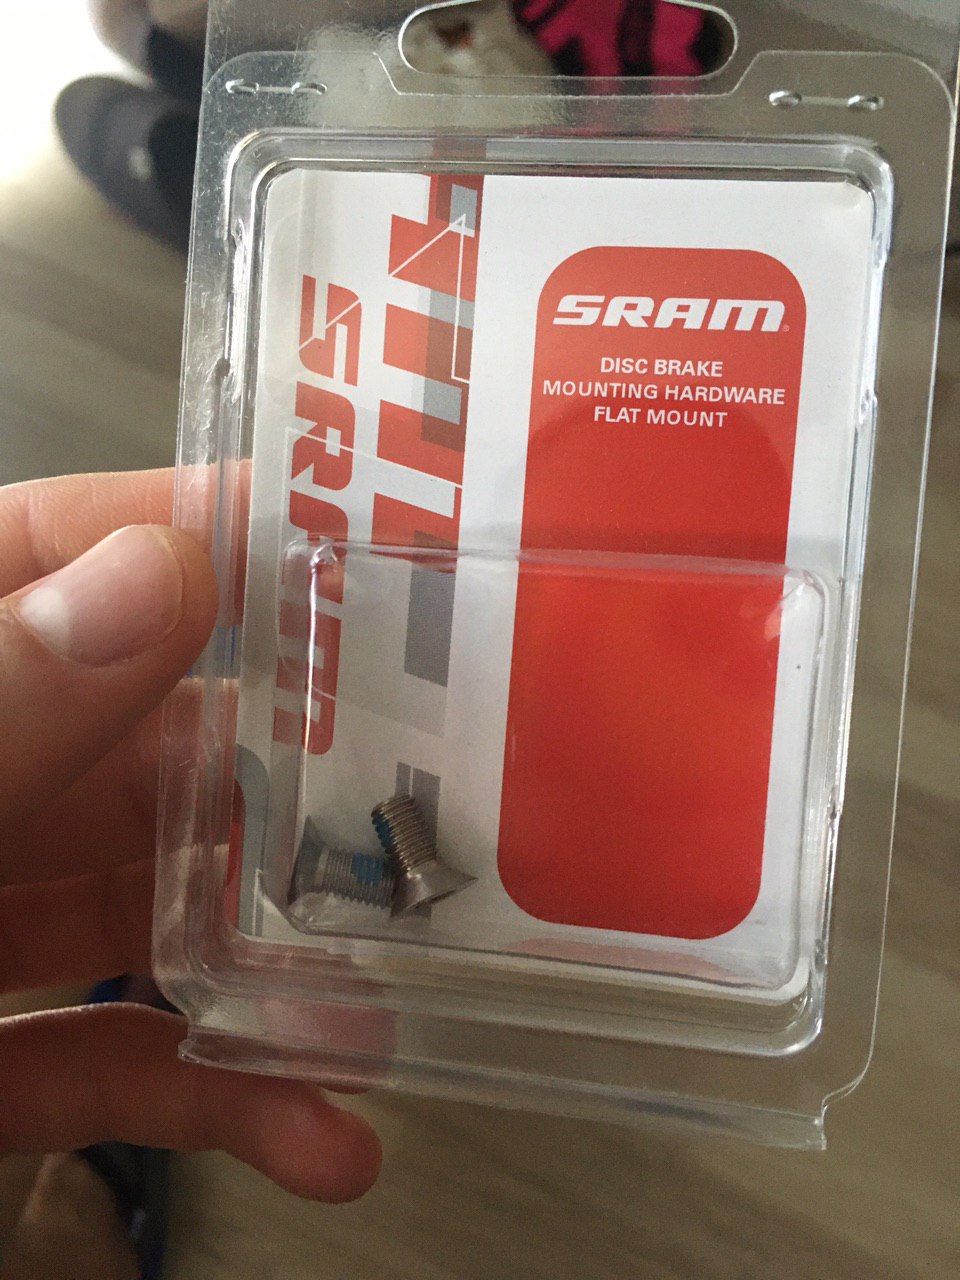 SRAM
SRAM
DISC BRAKE
MOUNTING HARDWARE
FLAT MOUNT